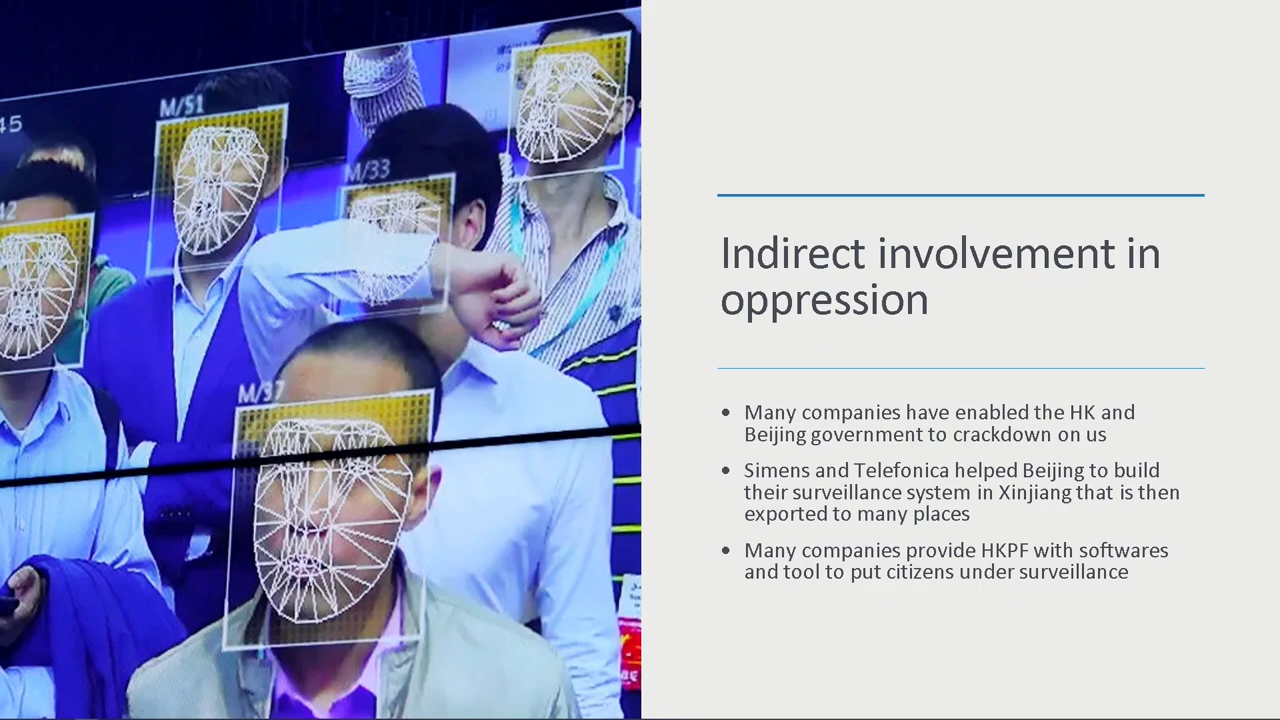 45
M/51
M/33
42
M/37
Indirect involvement in
oppression
• Many companies have enabled the HK and
Beijing government to crackdown on us
• Simens and Telefonica helped Beijing to build
their surveillance system in Xinjiang that is then
exported to many places
• Many companies provide HKPF with softwares
and tool to put citizens under surveillance